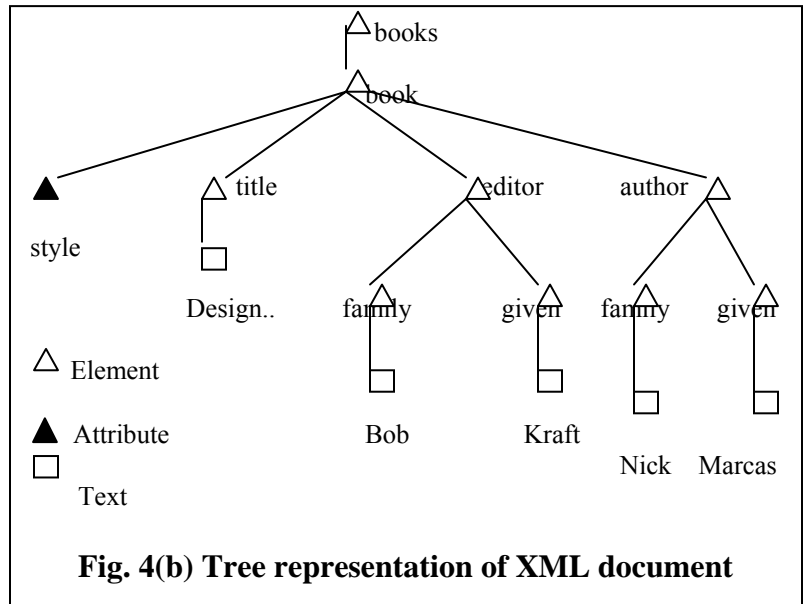 books
book
title
editor
author
style
Design..
family
given
family
given
Element
Attribute
Bob
Kraft
Nick
Marcas
Text
Fig. 4(b) Tree representation of XML document